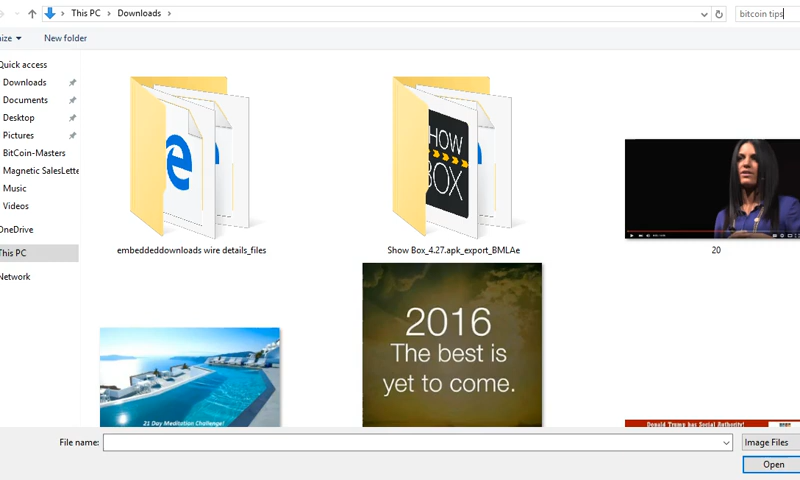 This PC
Downloads
bitcoin tips
ize
New folder
Quick access
Downloads
Documents
Desktop
Pictures
BitCoin-Masters
Magnetic SalesLette
Music
Videos
OneDrive
This PC
Network
e
HOW
BOX
embeddeddownloads wire details_files
Show Box_4.27.apk_export_BMLAe
20
21 Day Meditation Challenge!
2016
The best is
yet to come.
Donald Trump has Social Authority!
File name:
Image Files
Open